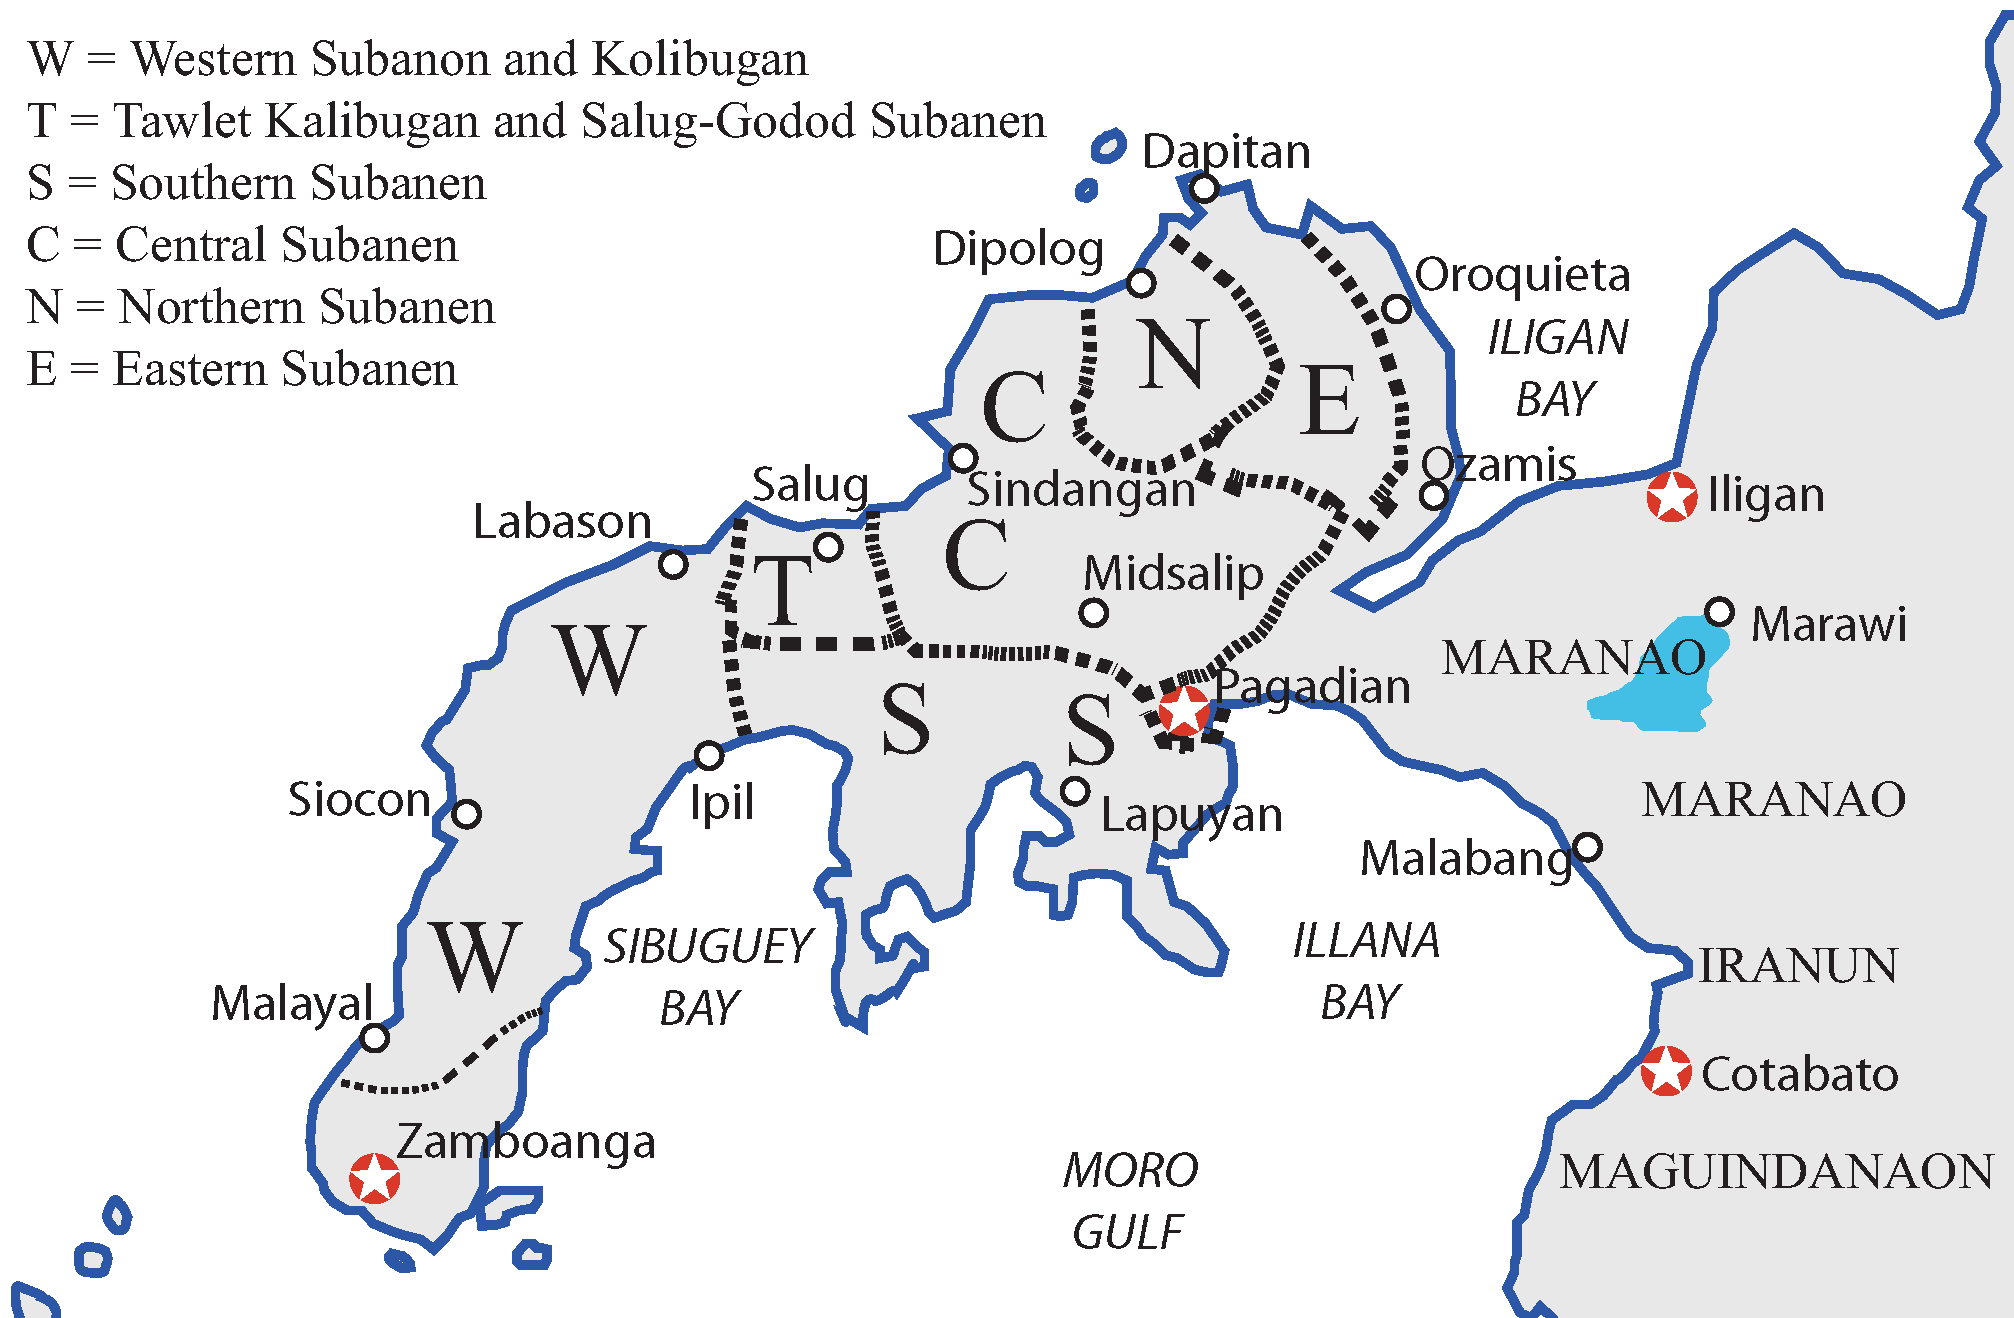 W = Western Subanon and Kolibugan
T = Tawlet Kalibugan and Salug-Godod Subanen
S = Southern Subanen
C = Central Subanen
N = Northern Subanen
E = Eastern Subanen
Dapitan
Dipolog
Oroquieta
ILIGAN
BAY
N
C
E
Ozamis
Sindangan
Salug
Iligan
Labason
C
T
Midsalip
Marawi
W
MARANAO
Pagadian
S
S
Siocon
Ipil
Lapuyan
MARANAO
Malabang
W
SIBUGUEY
BAY
ILLANA
BAY
IRANUN
Malayal
Cotabato
Zamboanga
MORO
GULF
MAGUINDANAON